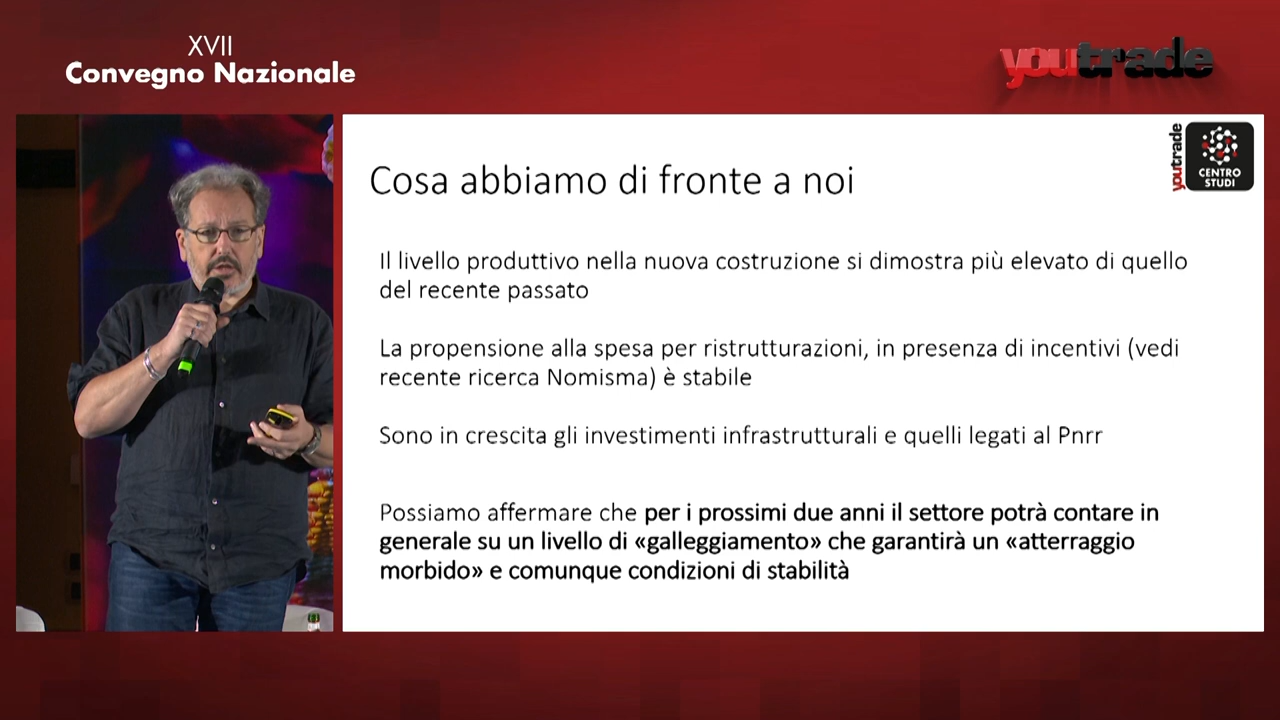 XVII
Convegno Nazionale
youtrade
youtrade
CENTRO
STUDI
Cosa abbiamo di fronte a noi
Il livello produttivo nella nuova costruzione si dimostra più elevato di quello
del recente passato
La propensione alla spesa per ristrutturazioni, in presenza di incentivi (vedi
recente ricerca Nomisma) è stabile
Sono in crescita gli investimenti infrastrutturali e quelli legati al Pnrr
Possiamo affermare che per i prossimi due anni il settore potrà contare in
generale su un livello di «galleggiamento» che garantirà un «atterraggio
morbido» e comunque condizioni di stabilità